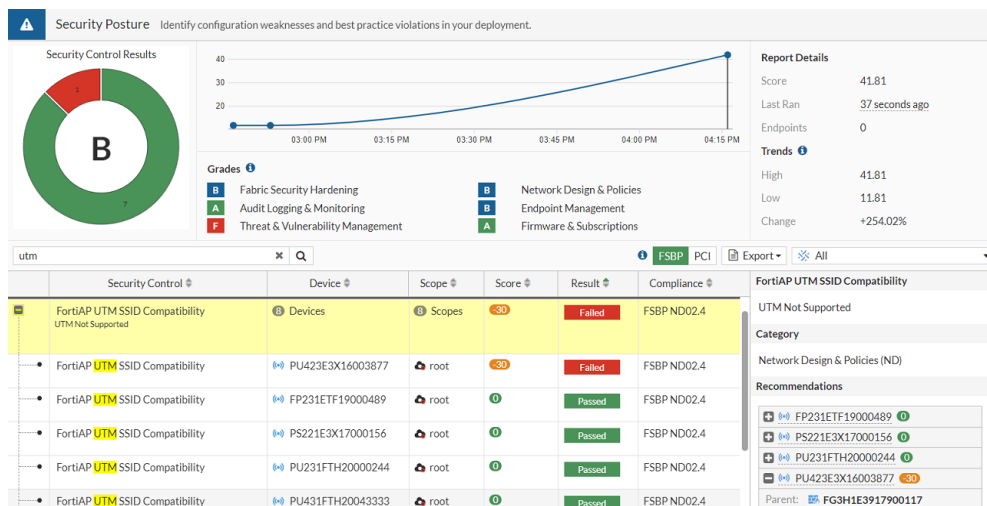 Security Posture Identify configuration weaknesses and best practice violations in your deployment.
Security Control Results
1
B
7
40
30
20
03:00 PM 03:15 PM 03:30 PM 03:45 PM 04:00 PM 04:15 PM
Grades
B Fabric Security Hardening
A Audit Logging & Monitoring
F Threat & Vulnerability Management
B Network Design & Policies
B Endpoint Management
A Firmware & Subscriptions
Report Details
Score 41.81
Last Ran 37 seconds ago
Endpoints 0
Trends
High 41.81
Low 11.81
Change +254.02%
utm
FSBP PCI Export All
Security Control Device Scope Score Result Compliance
FortiAP UTM SSID Compatibility 8 Devices 8 Scopes -30 Failed FSBP ND02.4
UTM Not Supported
FortiAP UTM SSID Compatibility PU423E3X16003877 root -30 Failed FSBP ND02.4
FortiAP UTM SSID Compatibility FP231ETF19000489 root 0 Passed FSBP ND02.4
FortiAP UTM SSID Compatibility PS221E3X17000156 root 0 Passed FSBP ND02.4
FortiAP UTM SSID Compatibility PU231FTH20000244 root 0 Passed FSBP ND02.4
FortiAP UTM SSID Compatibility PU431FTH20043333 root 0 Passed FSBP ND02.4
FortiAP UTM SSID Compatibility
UTM Not Supported
Category
Network Design & Policies (ND)
Recommendations
FP231ETF19000489 0
PS221E3X17000156 0
PU231FTH20000244 0
PU423E3X16003877 -30
Parent: FG3H1E3917900117